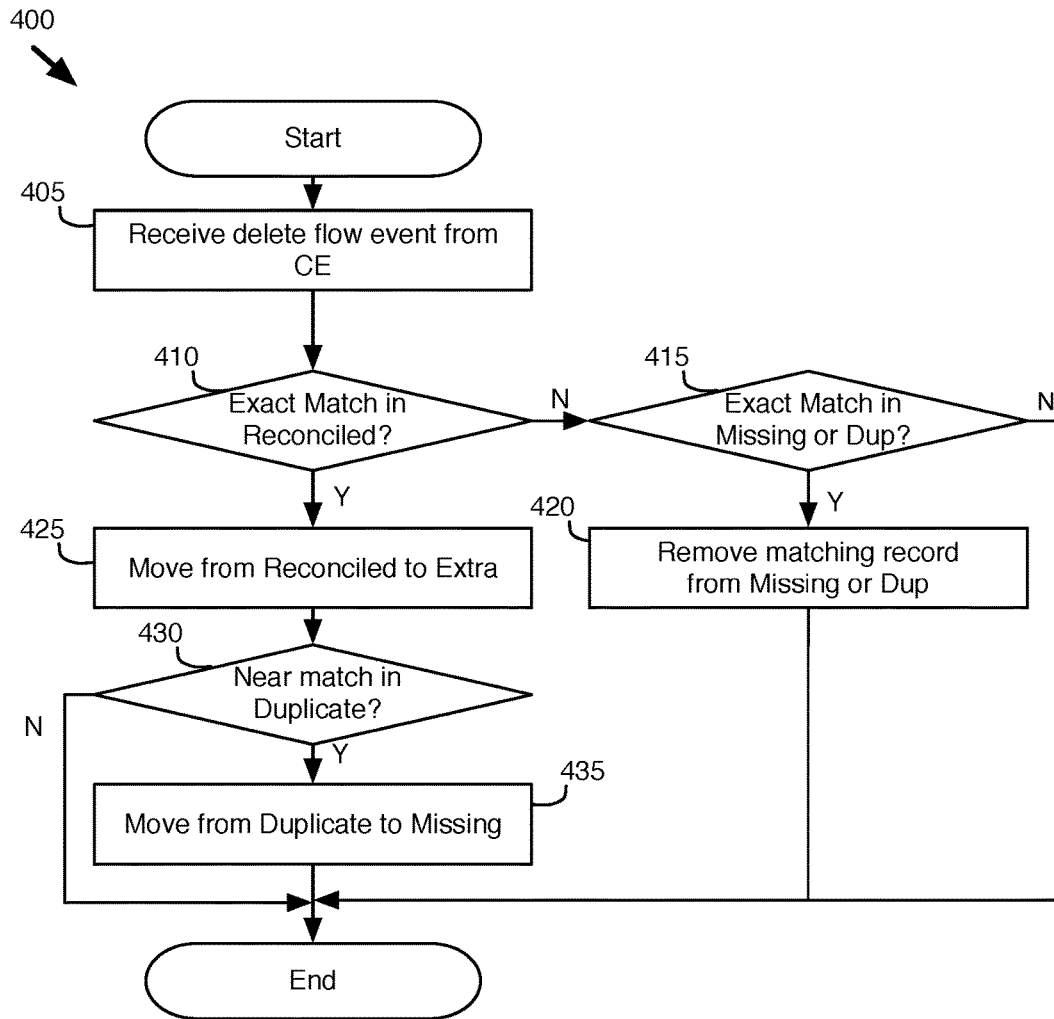 400
Start
405
Receive delete flow event from
CE
410
Exact Match in
Reconciled?
N
415
Exact Match in
Missing or Dup?
N
Y
Y
425
Move from Reconciled to Extra
420
Remove matching record
from Missing or Dup
430
Near match in
Duplicate?
N
Y
435
Move from Duplicate to Missing
End